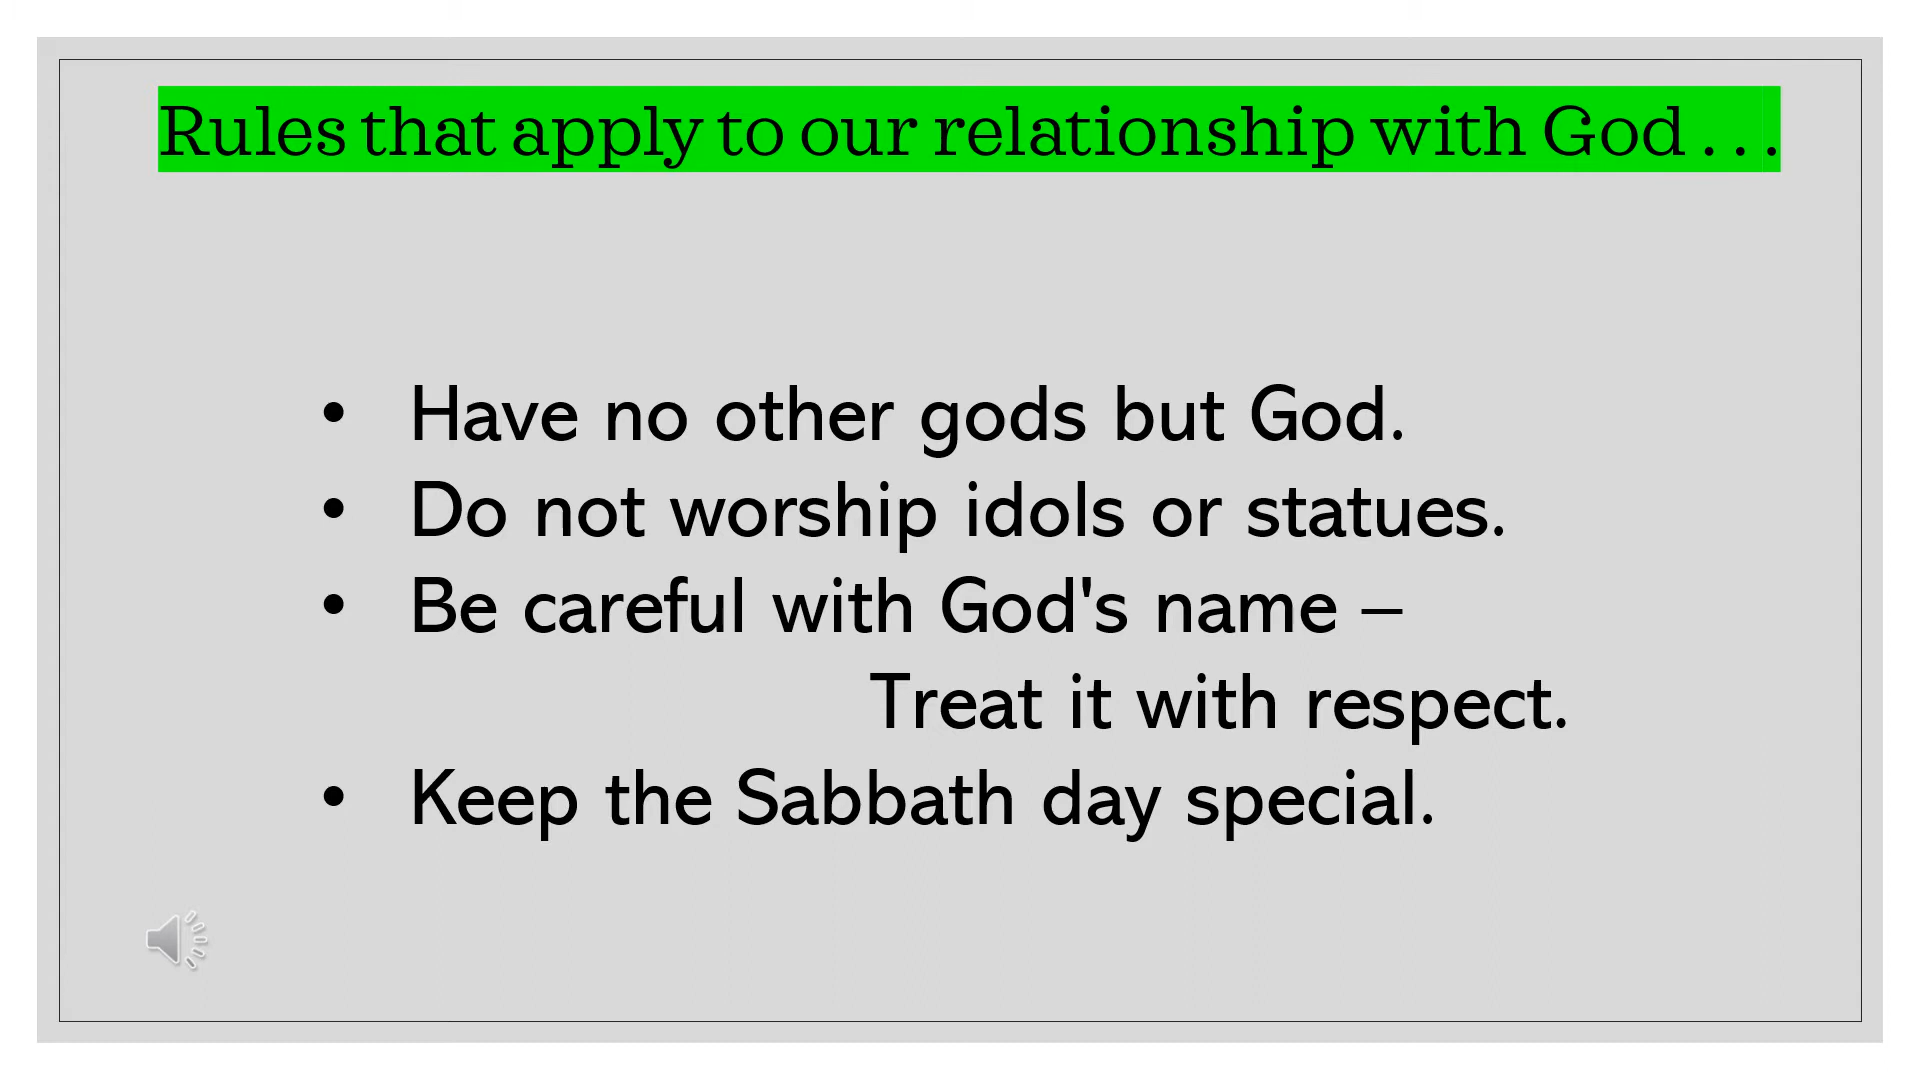 Rules that apply to our relationship with God . . .
• Have no other gods but God.
• Do not worship idols or statues.
• Be careful with God's name –
Treat it with respect.
• Keep the Sabbath day special.